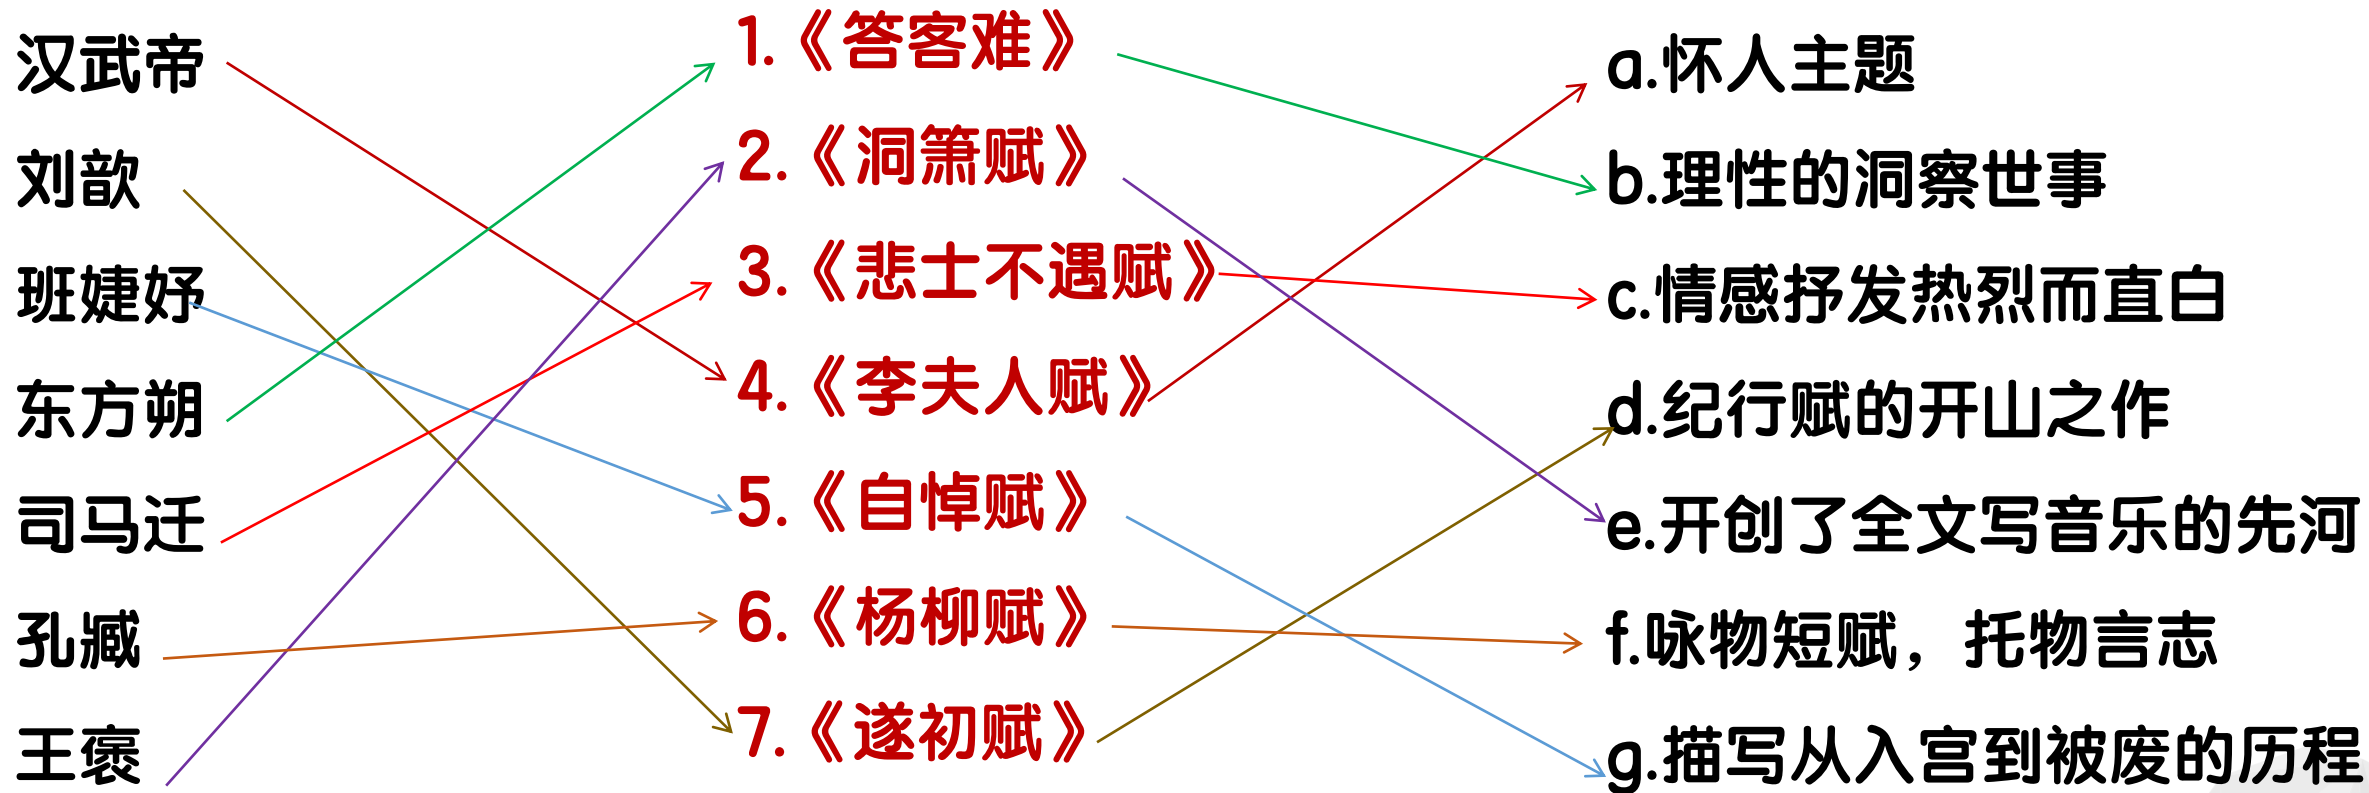 汉武帝
刘歆
班婕妤
东方朔
司马迁
孔臧
王褒
1.《答客难》
2.《洞箫赋》
3.《悲士不遇赋》
4.《李夫人赋》
5.《自悼赋》
6.《杨柳赋》
7.《遂初赋》
a.怀人主题
b.理性的洞察世事
c.情感抒发热烈而直白
d.纪行赋的开山之作
e.开创了全文写音乐的先河
f.咏物短赋，托物言志
g.描写从入宫到被废的历程